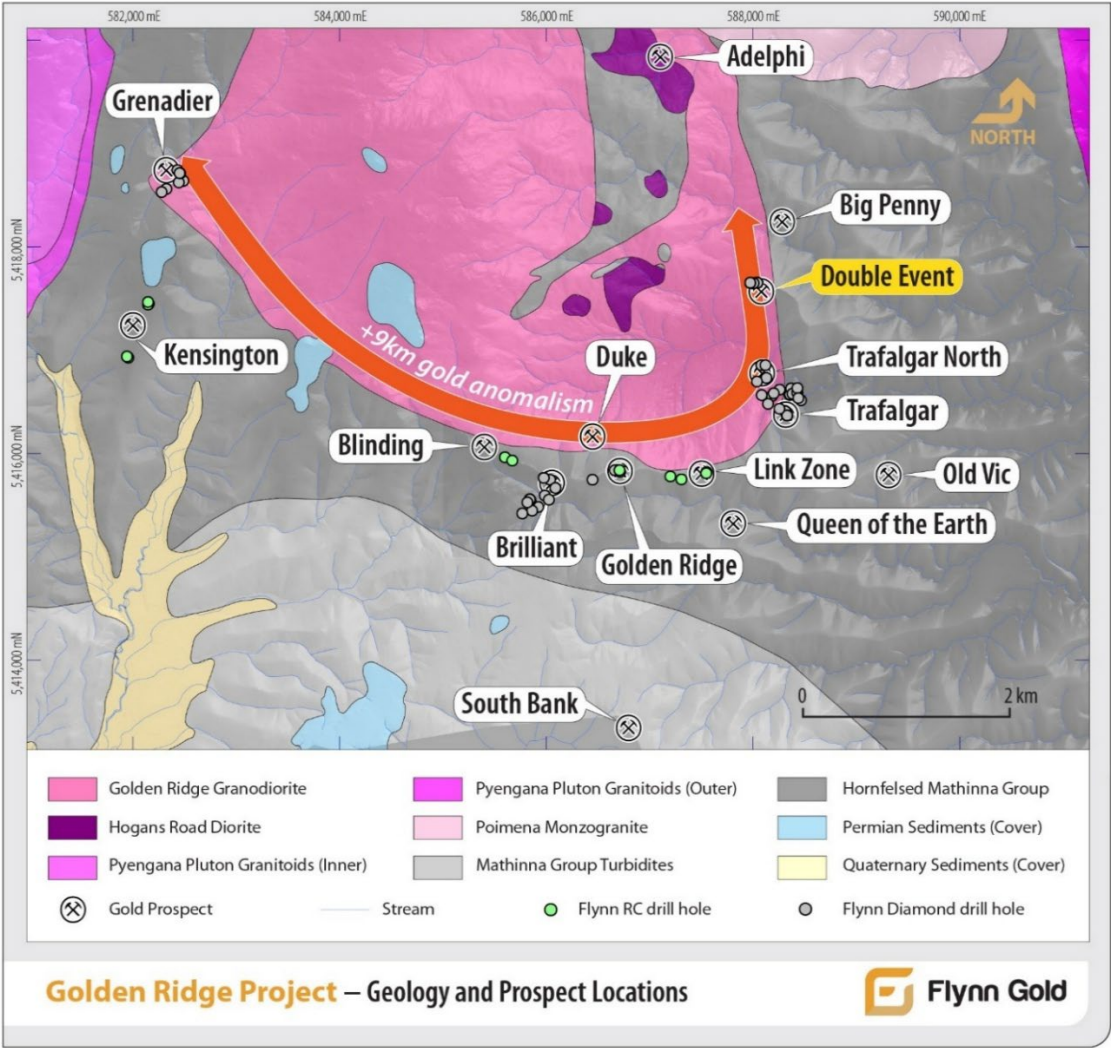 582,000 mE
584,000 mE
586,000 mE
588,000 mE
590,000 mE
Adelphi
Grenadier
NORTH
Big Penny
5,418,000 mN
Double Event
Kensington
+9km gold anomalism
Duke
Trafalgar North
Trafalgar
Blinding
5,416,000 mN
Link Zone
Old Vic
Queen of the Earth
Brilliant
Golden Ridge
5,414,000 mN
South Bank
0
2 km
Golden Ridge Granodiorite
Pyengana Pluton Granitoids (Outer)
Hornfelsed Mathinna Group
Hogans Road Diorite
Poimena Monzogranite
Permian Sediments (Cover)
Pyengana Pluton Granitoids (Inner)
Mathinna Group Turbidites
Quaternary Sediments (Cover)
Gold Prospect
Stream
Flynn RC drill hole
Flynn Diamond drill hole
Golden Ridge Project – Geology and Prospect Locations
Flynn Gold